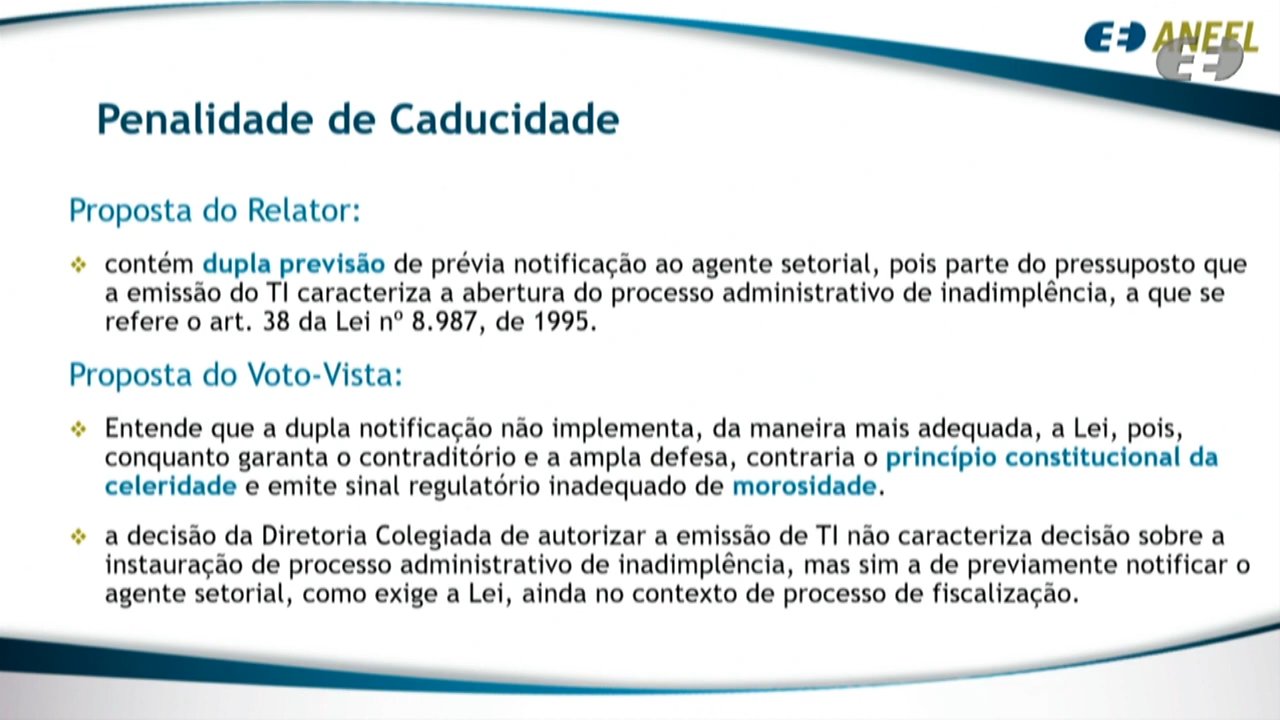 ANEEL
Penalidade de Caducidade
Proposta do Relator:
contém dupla previsão de prévia notificação ao agente setorial, pois parte do pressuposto que
a emissão do TI caracteriza a abertura do processo administrativo de inadimplência, a que se
refere o art. 38 da Lei nº 8.987, de 1995.
Proposta do Voto-Vista:
Entende que a dupla notificação não implementa, da maneira mais adequada, a Lei, pois,
conquanto garanta o contraditório e a ampla defesa, contraria o princípio constitucional da
celeridade e emite sinal regulatório inadequado de morosidade.
a decisão da Diretoria Colegiada de autorizar a emissão de TI não caracteriza decisão sobre a
instauração de processo administrativo de inadimplência, mas sim a de previamente notificar o
agente setorial, como exige a Lei, ainda no contexto de processo de fiscalização.